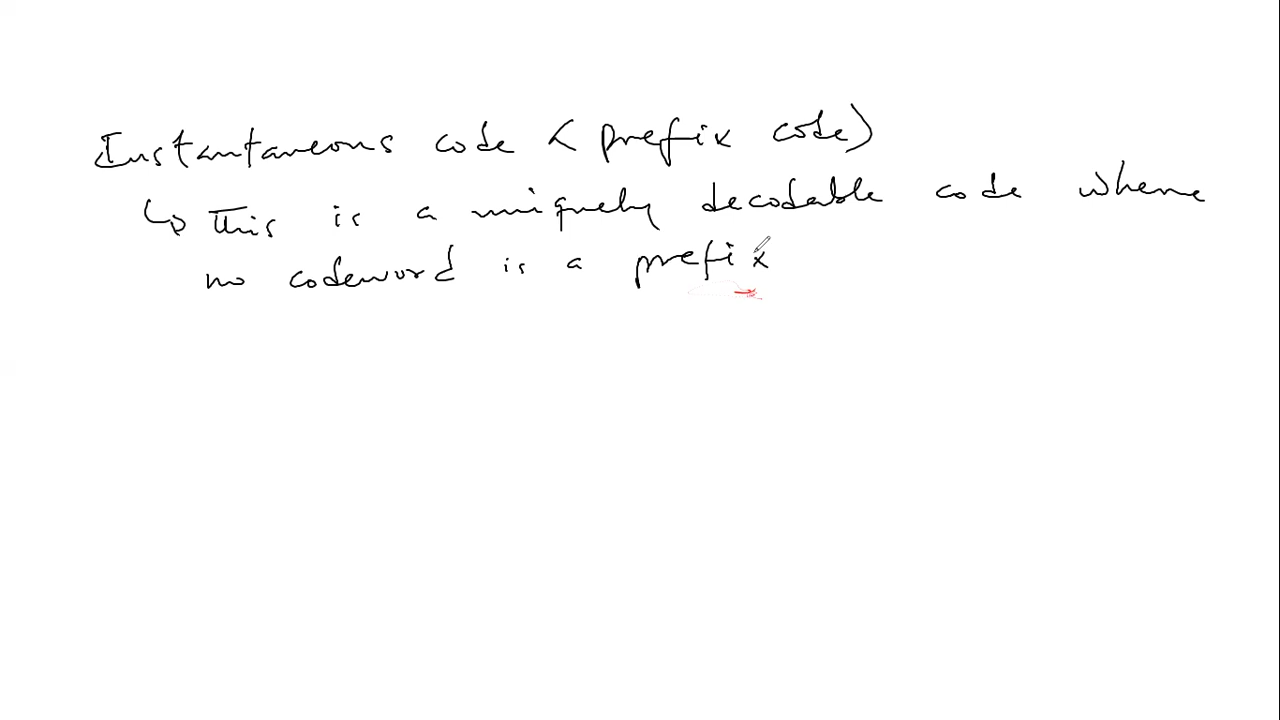 Instantaneous code (prefix code)
↳ This is a uniquely decodable code where
no codeword is a prefix